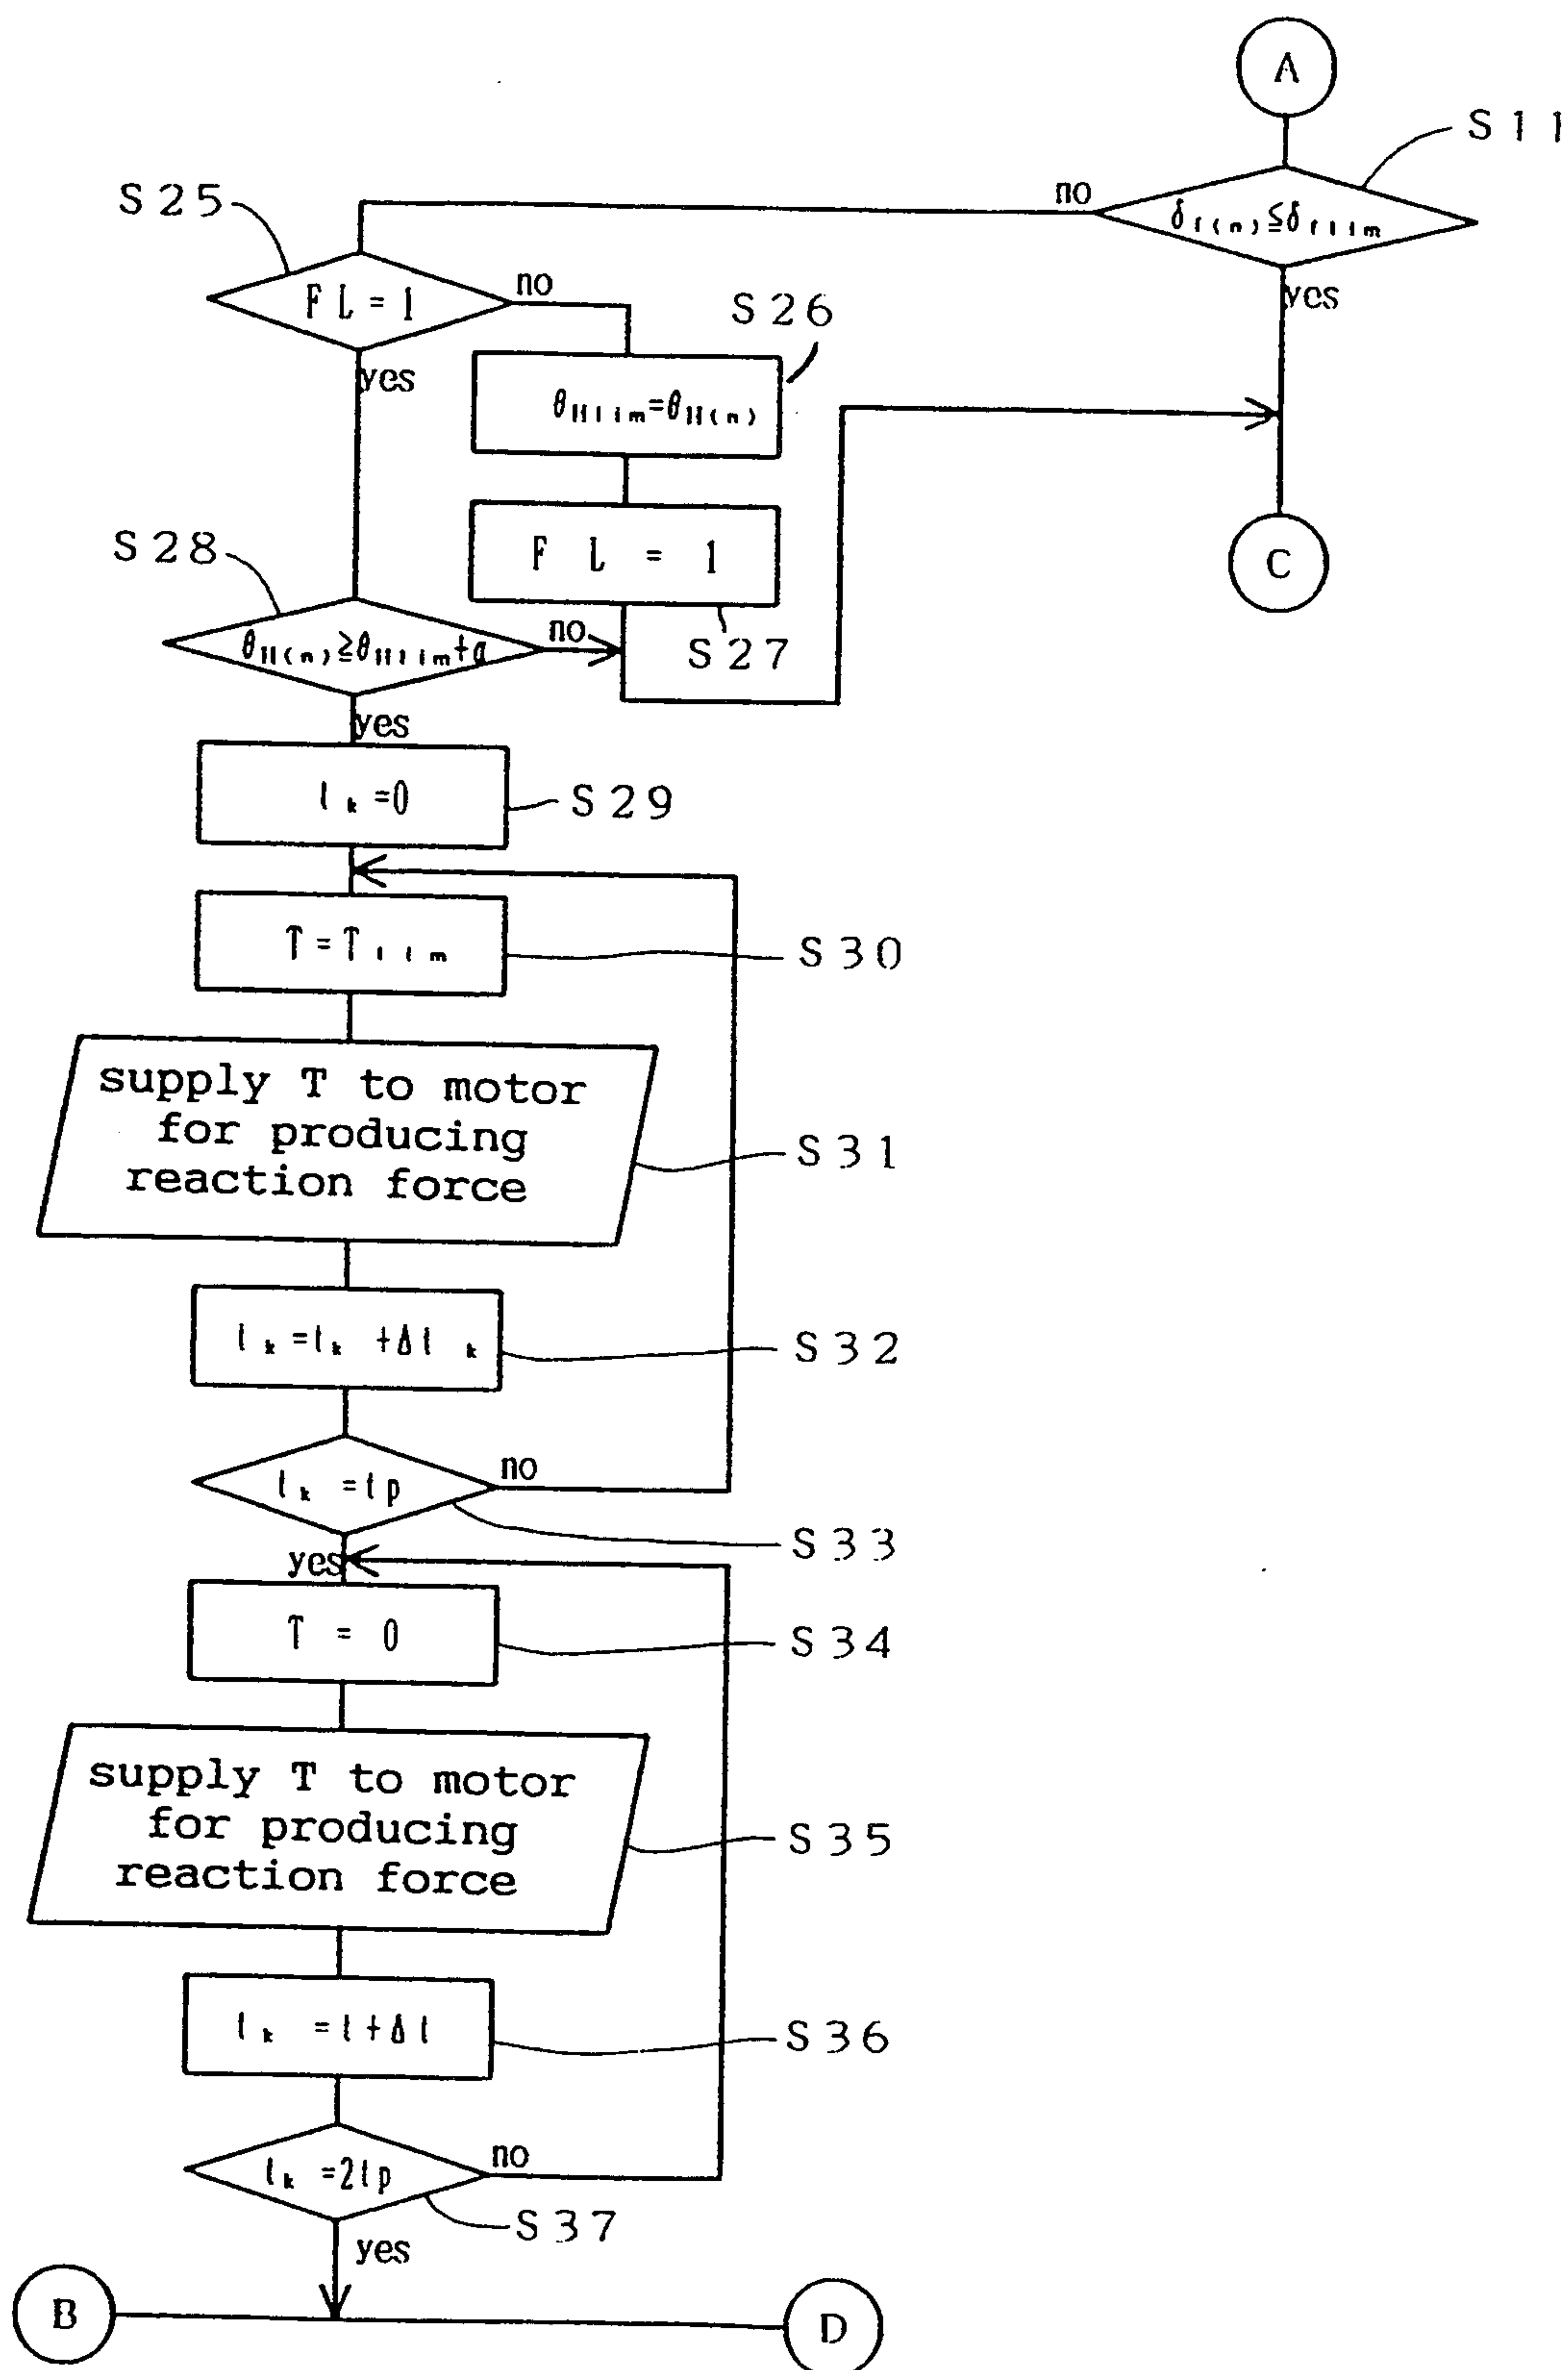 A
S11
no
δf(n)≦δflim
yes
S25
FL=1
no
yes
S26
θHlim=θH(n)
FL = 1
S27
C
S28
θH(n)≧θHlim+α
no
yes
tk=0
S29
T=Tlim
S30
supply T to motor
for producing
reaction force
S31
tk=tk+Δtk
S32
tk=tp
no
S33
yes
T = 0
S34
supply T to motor
for producing
reaction force
S35
tk=t+Δt
S36
tk=2tp
no
S37
yes
B
D